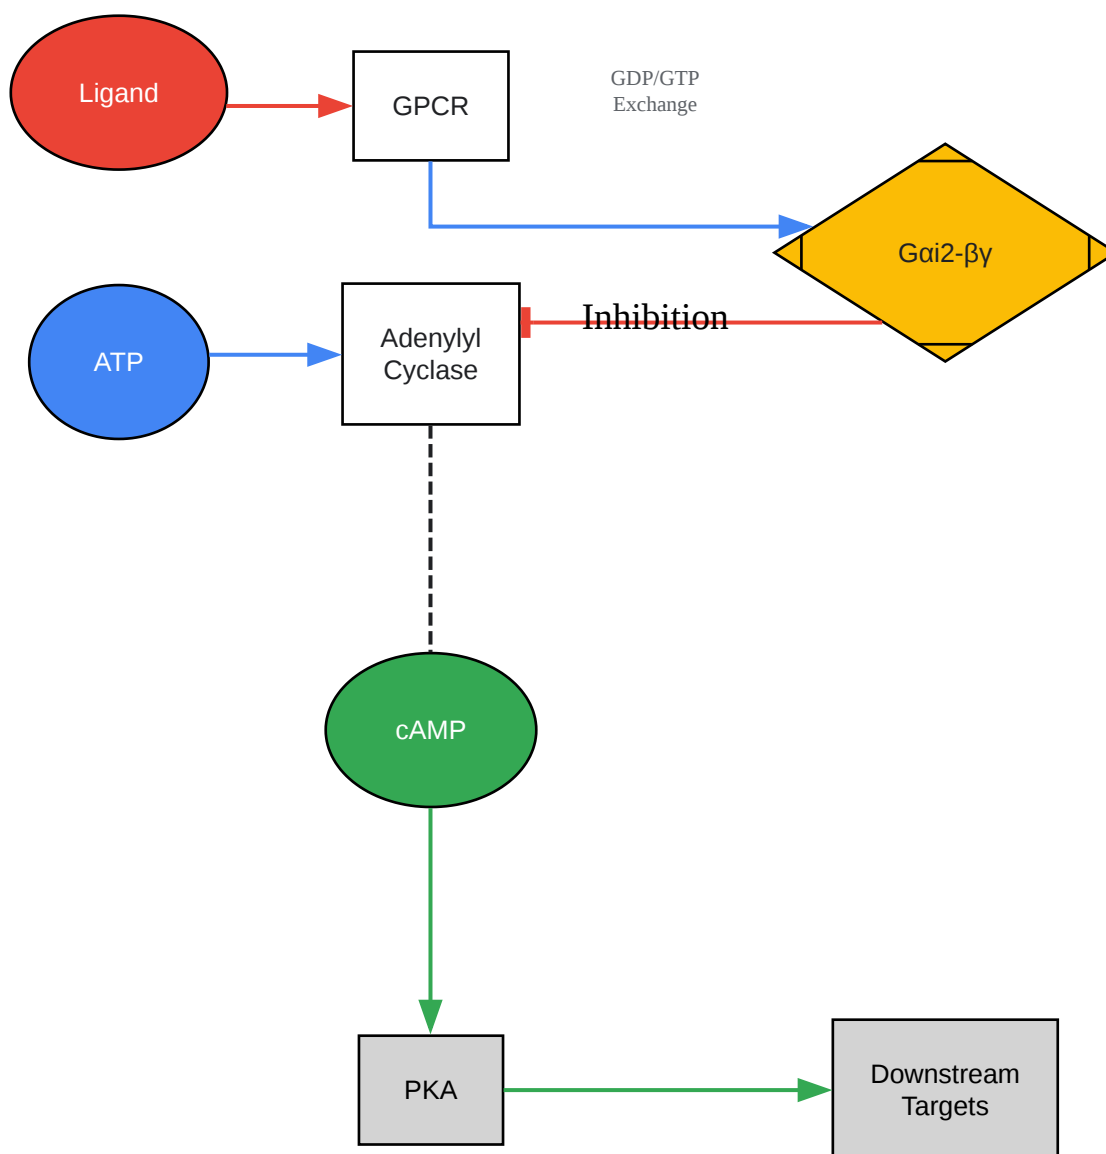 Ligand
GPCR
GDP/GTP
Exchange
Gαi2-βγ
ATP
Adenylyl
Cyclase
Inhibition
cAMP
PKA
Downstream
Targets